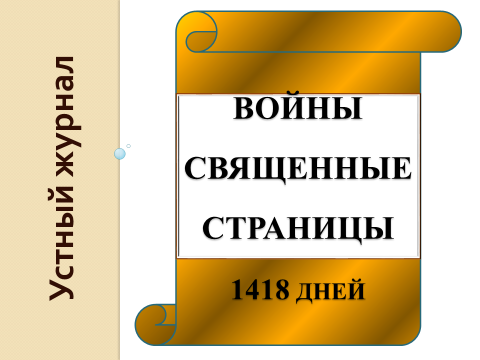 Устный журнал
ВОЙНЫ
СВЯЩЕННЫЕ
СТРАНИЦЫ
1418 ДНЕЙ